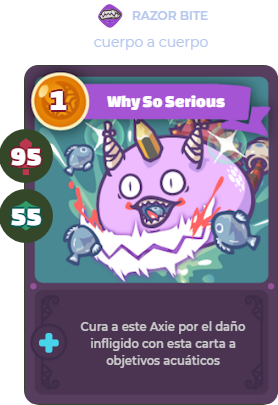 RAZOR BITE
cuerpo a cuerpo
1
Why So Serious
95
55
Cura a este Axie por el daño
infligido con esta carta a
objetivos acuáticos